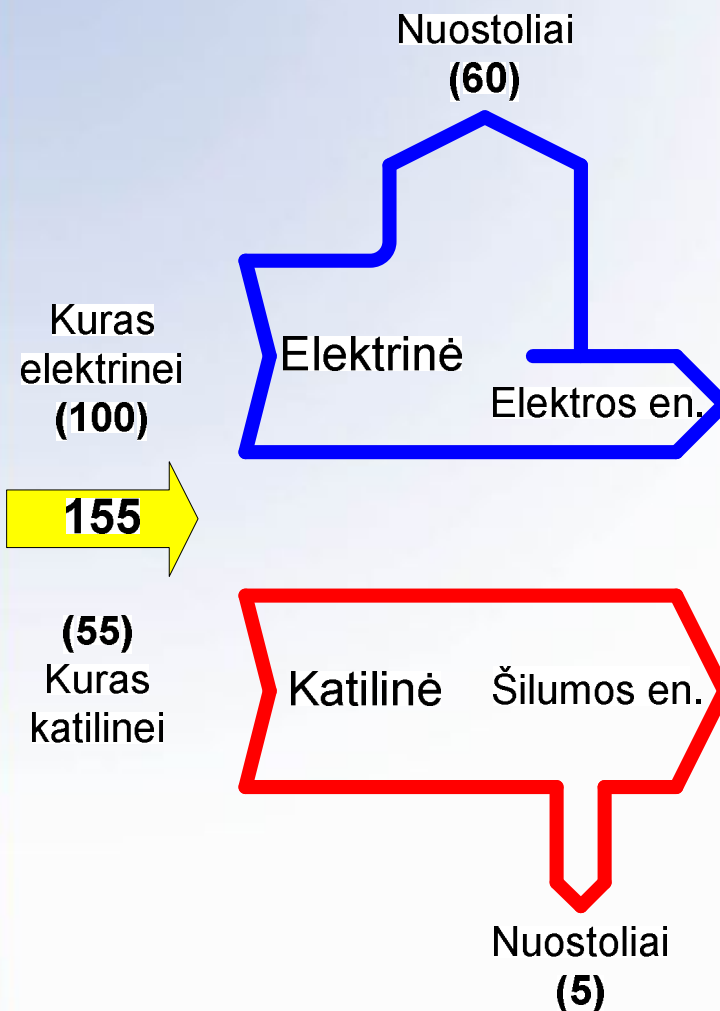 Nuostoliai
(60)
Kuras
elektrinei
(100)
Elektrinė
Elektros en.
155
(55)
Kuras
katilinei
Katilinė
Šilumos en.
Nuostoliai
(5)